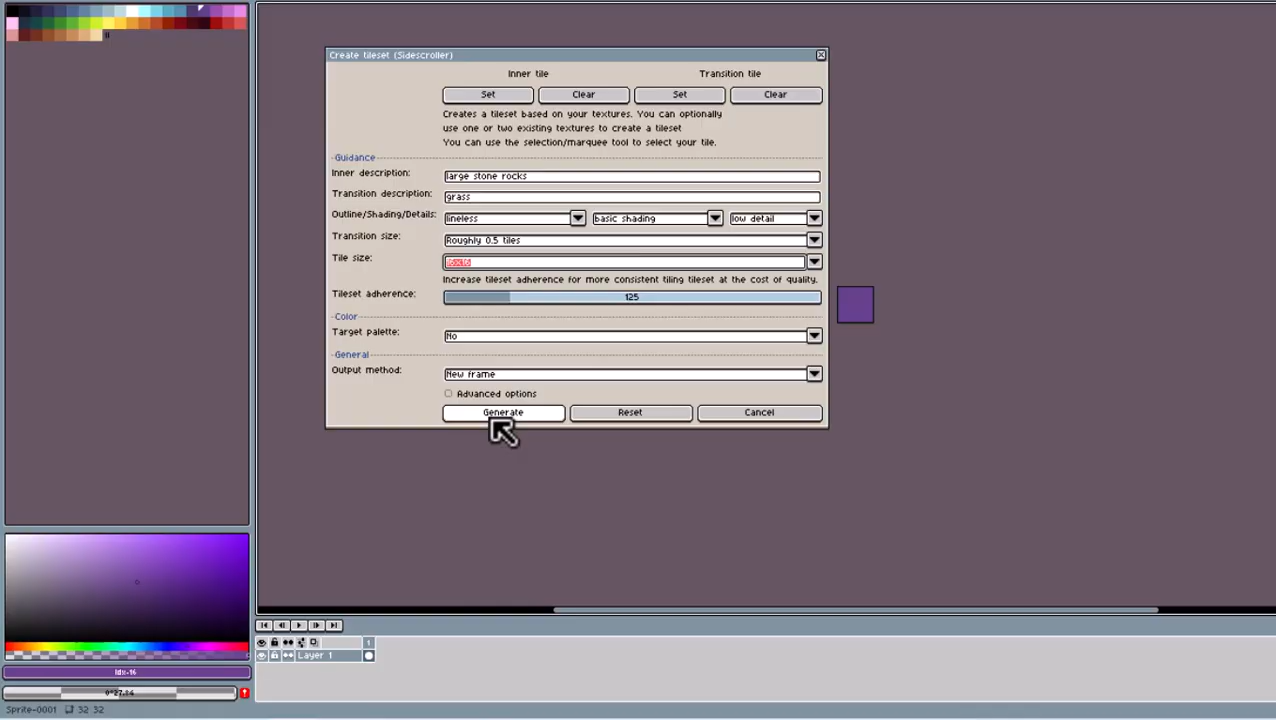 Create tileset (Sidescroller)
Inner tile
Transition tile
Set
Clear
Set
Clear
Creates a tileset based on your textures. You can optionally
use one or two existing textures to create a tileset
You can use the selection/marquee tool to select your tile.
Guidance
Inner description:
large stone rocks
Transition description:
grass
Outline/Shading/Details:
lineless
basic shading
low detail
Transition size:
Roughly 0.5 tiles
Tile size:
Increase tileset adherence for more consistent tiling tileset at the cost of quality.
Tileset adherence:
125
Color
Target palette:
No
General
Output method:
New frame
Advanced options
Generate
Reset
Cancel
1
Layer 1
Idx-16
Sprite-0001
32 32